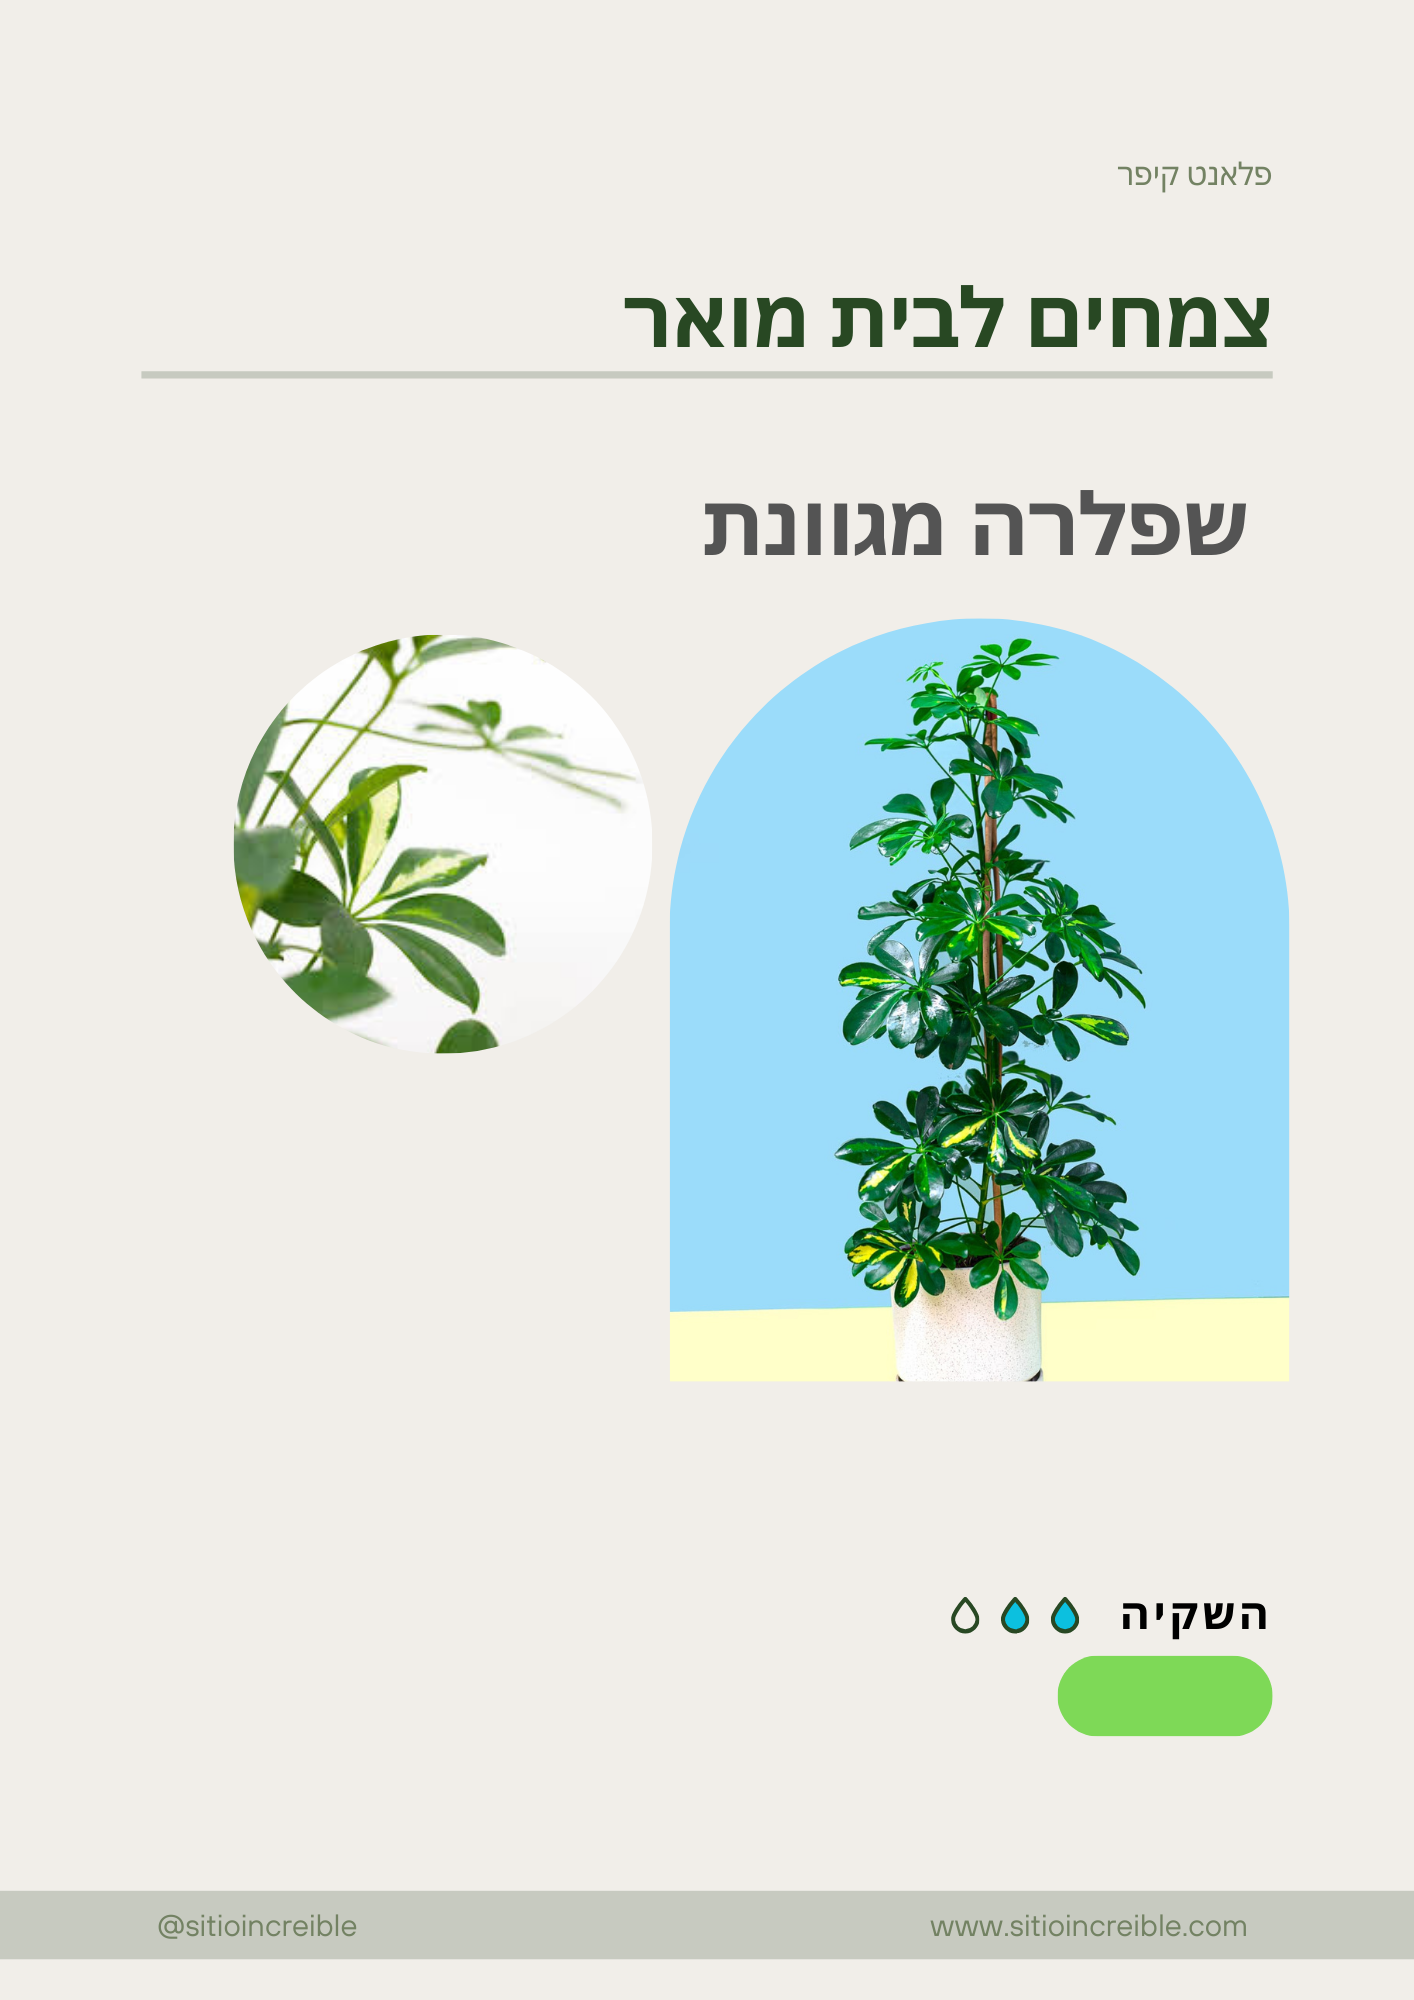 פלאנט קיפר
צמחים לבית מואר
שפלרה מגוונת
השקיה
@sitioincreible
www.sitioincreible.com